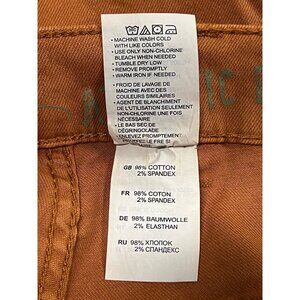 • MACHINE WASH COLD
WITH LIKE COLORS
• USE ONLY NON-CHLORINE
BLEACH WHEN NEEDED
• TUMBLE DRY LOW
• REMOVE PROMPTLY
• WARM IRON IF NEEDED
• FROID DE LAVAGE DE
MACHINE AVEC DES
COULEURS SIMILAIRES
• AGENT DE BLANCHIMENT
DE L'UTILISATION SEULEMENT
NON-CHLORINE UNE FOIS
NÉCESSAIRE
• LE BAS SEC DE
DÉGRINGOLADE
• ENLEVEZ PROMPTEMENT
GB 98% COTTON
2% SPANDEX
FR 98% COTON
2% SPANDEX
DE 98% BAUMWOLLE
2% ELASTHAN
RU 98% ХЛОПОК
2% СПАНДЕКС